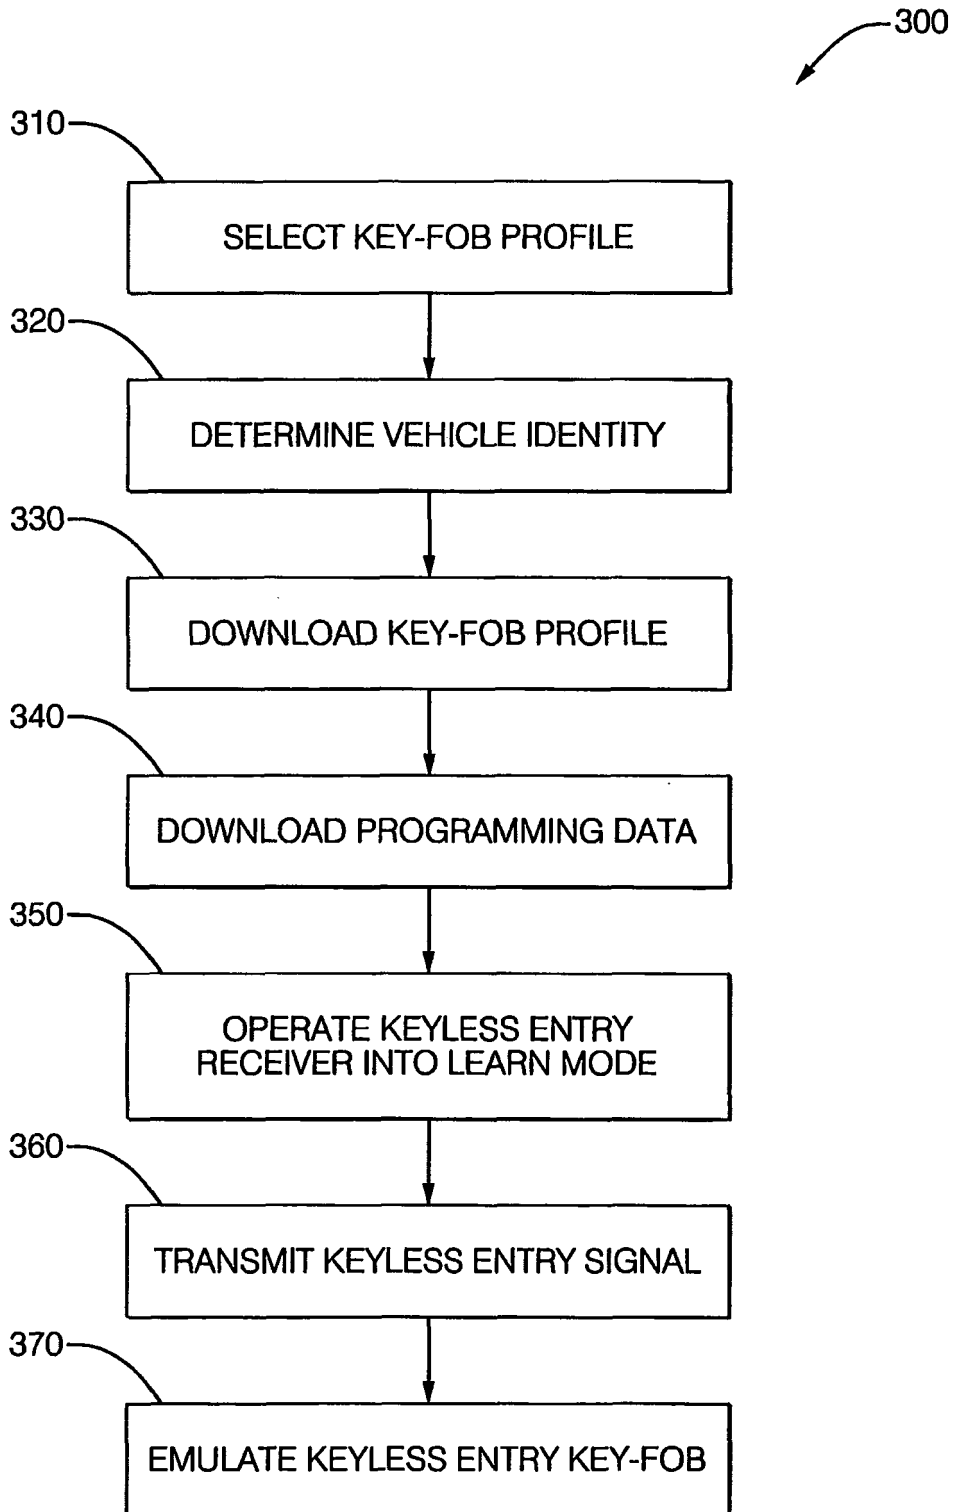 300
310
SELECT KEY-FOB PROFILE
320
DETERMINE VEHICLE IDENTITY
330
DOWNLOAD KEY-FOB PROFILE
340
DOWNLOAD PROGRAMMING DATA
350
OPERATE KEYLESS ENTRY
RECEIVER INTO LEARN MODE
360
TRANSMIT KEYLESS ENTRY SIGNAL
370
EMULATE KEYLESS ENTRY KEY-FOB